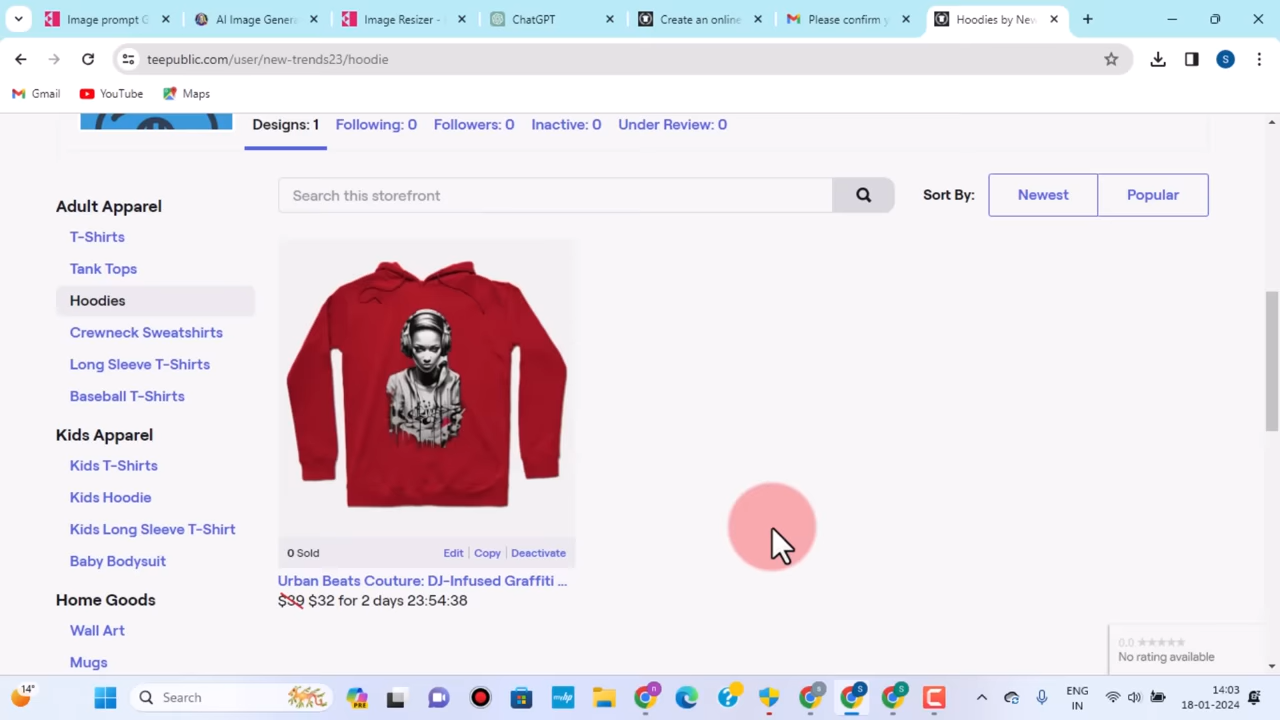 Image prompt G
AI Image Genera
Image Resizer -
ChatGPT
Create an online
Please confirm y
Hoodies by New
teepublic.com/user/new-trends23/hoodie
S
Gmail
YouTube
Maps
Designs: 1
Following: 0
Followers: 0
Inactive: 0
Under Review: 0
Search this storefront
Sort By:
Newest
Popular
Adult Apparel
T-Shirts
Tank Tops
Hoodies
Crewneck Sweatshirts
Long Sleeve T-Shirts
Baseball T-Shirts
Kids Apparel
Kids T-Shirts
Kids Hoodie
Kids Long Sleeve T-Shirt
Baby Bodysuit
Home Goods
Wall Art
Mugs
0 Sold
Edit
Copy
Deactivate
Urban Beats Couture: DJ-Infused Graffiti ...
$39 $32 for 2 days 23:54:38
0.0
No rating available
14°
Search
PRE
myhp
n
s
S
S
ENG
IN
14:03
18-01-2024